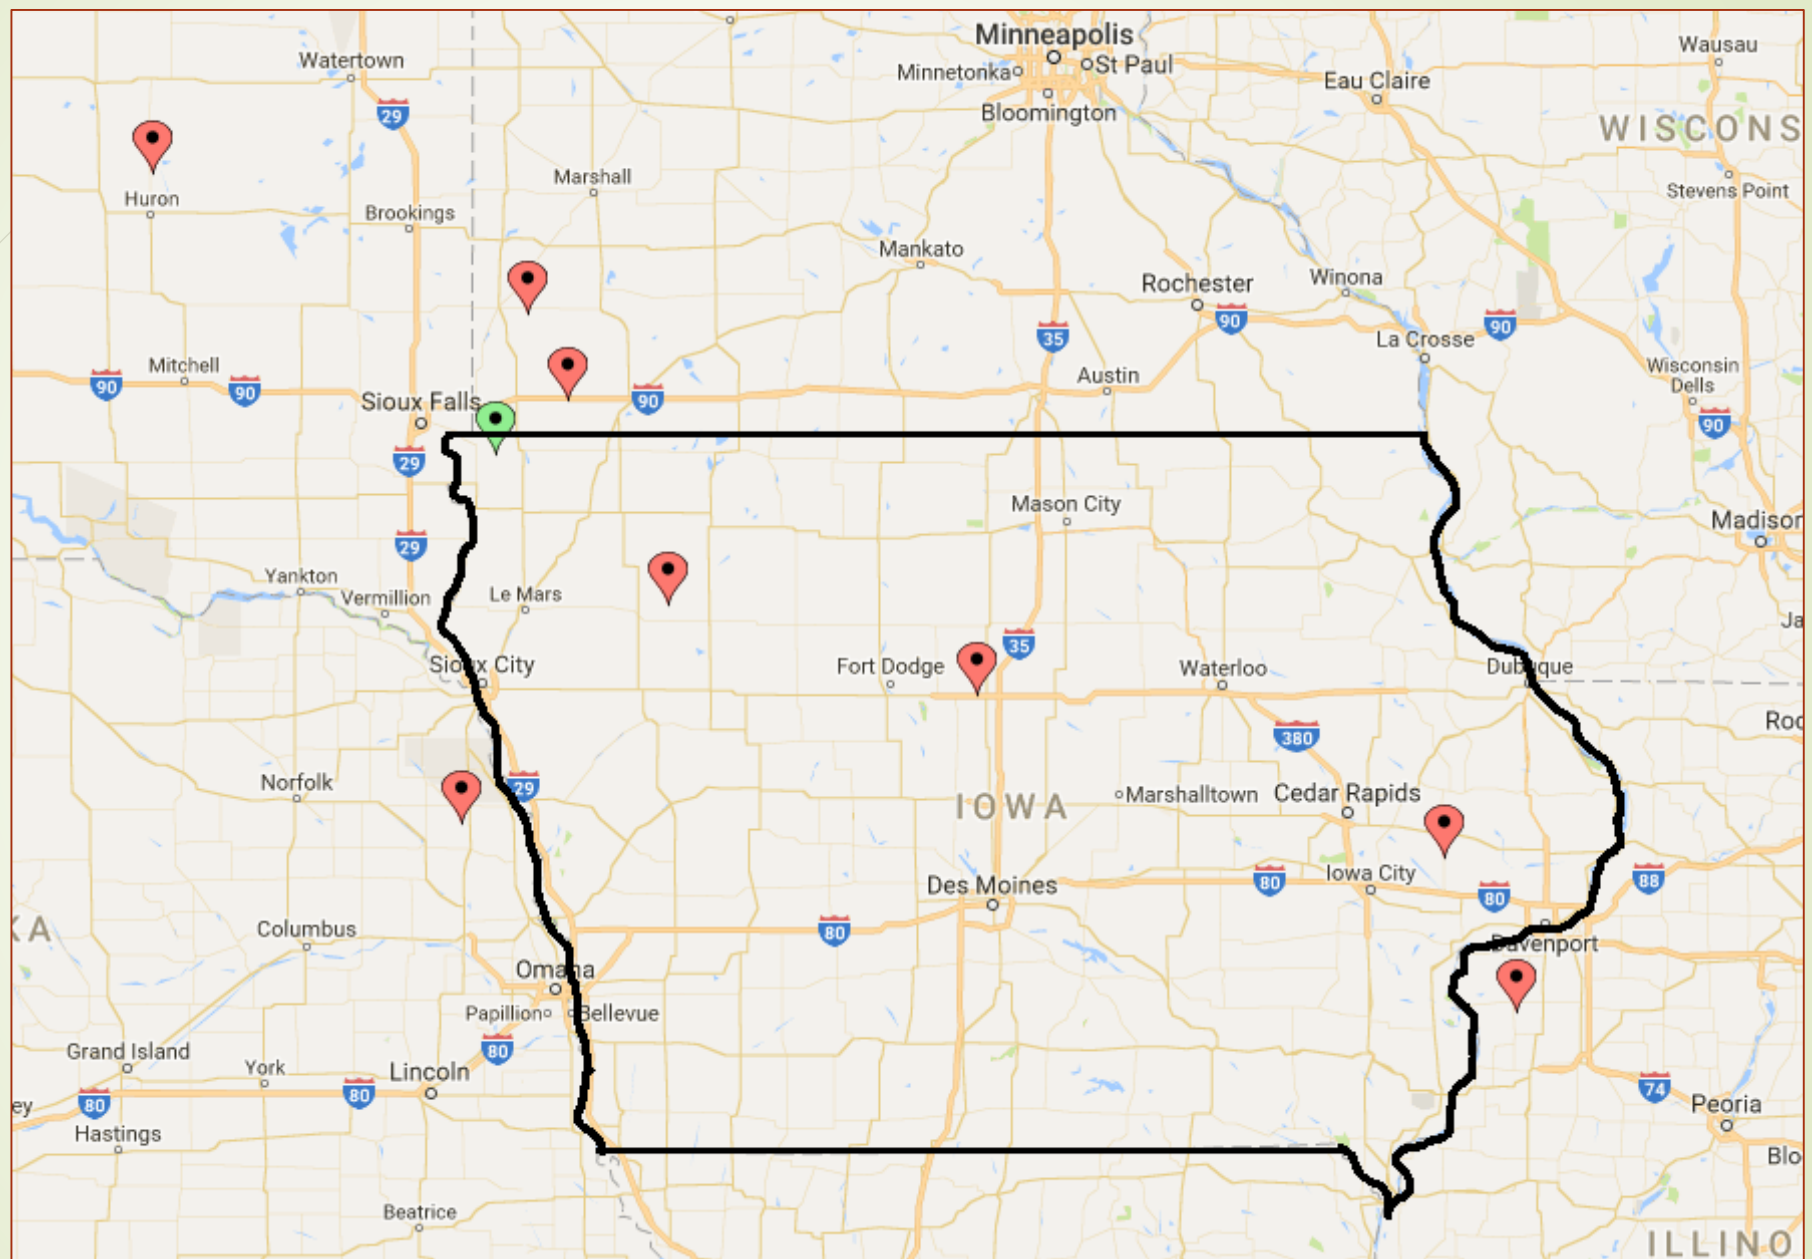 Minneapolis
Wausau
Watertown
Minnetonka
St Paul
Eau Claire
29
Bloomington
WISCONS
Marshall
Stevens Point
Huron
Brookings
Mankato
Rochester
Winona
90
90
35
La Crosse
Mitchell
Wisconsin
Dells
Austin
90
90
90
Sioux Falls
90
29
Mason City
Madison
29
Yankton
Vermillion
Le Mars
Ja
35
Sioux City
Fort Dodge
Waterloo
Dubuque
Roc
380
Norfolk
29
IOWA
Marshalltown
Cedar Rapids
Des Moines
80
Iowa City
80
88
KA
Columbus
80
Davenport
Omaha
Papillion
Bellevue
80
Grand Island
York
Lincoln
80
80
74
ey
Peoria
Hastings
Blo
Beatrice
ILLINO